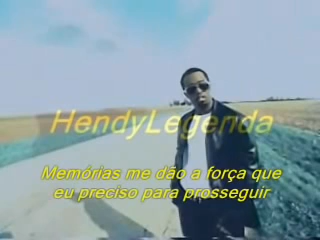 HendyLegenda
Memórias me dão a força que
eu preciso para prosseguir